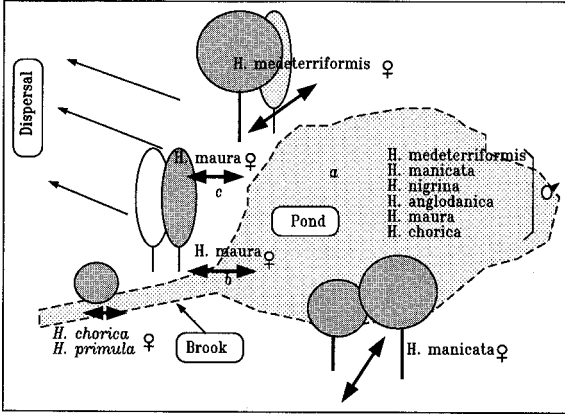 H. medeterriformis ♀
Dispersal
H. maura ♀
c
a
H. medeterriformis
H. manicata
H. nigrina
H. anglodanica
H. maura
H. chorica
♂
Pond
H. maura ♀
b
H. chorica
H. primula ♀
Brook
H. manicata ♀